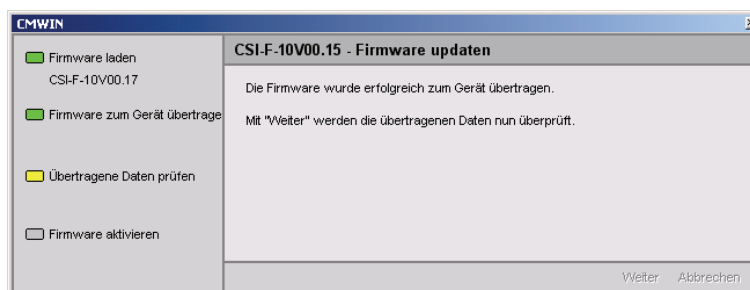 CMWIN
Firmware laden
CSI-F-10V00.17
Firmware zum Gerät übertrage
Übertragene Daten prüfen
Firmware aktivieren
CSI-F-10V00.15 - Firmware updaten
Die Firmware wurde erfolgreich zum Gerät übertragen.
Mit "Weiter" werden die übertragenen Daten nun überprüft.
Weiter Abbrechen